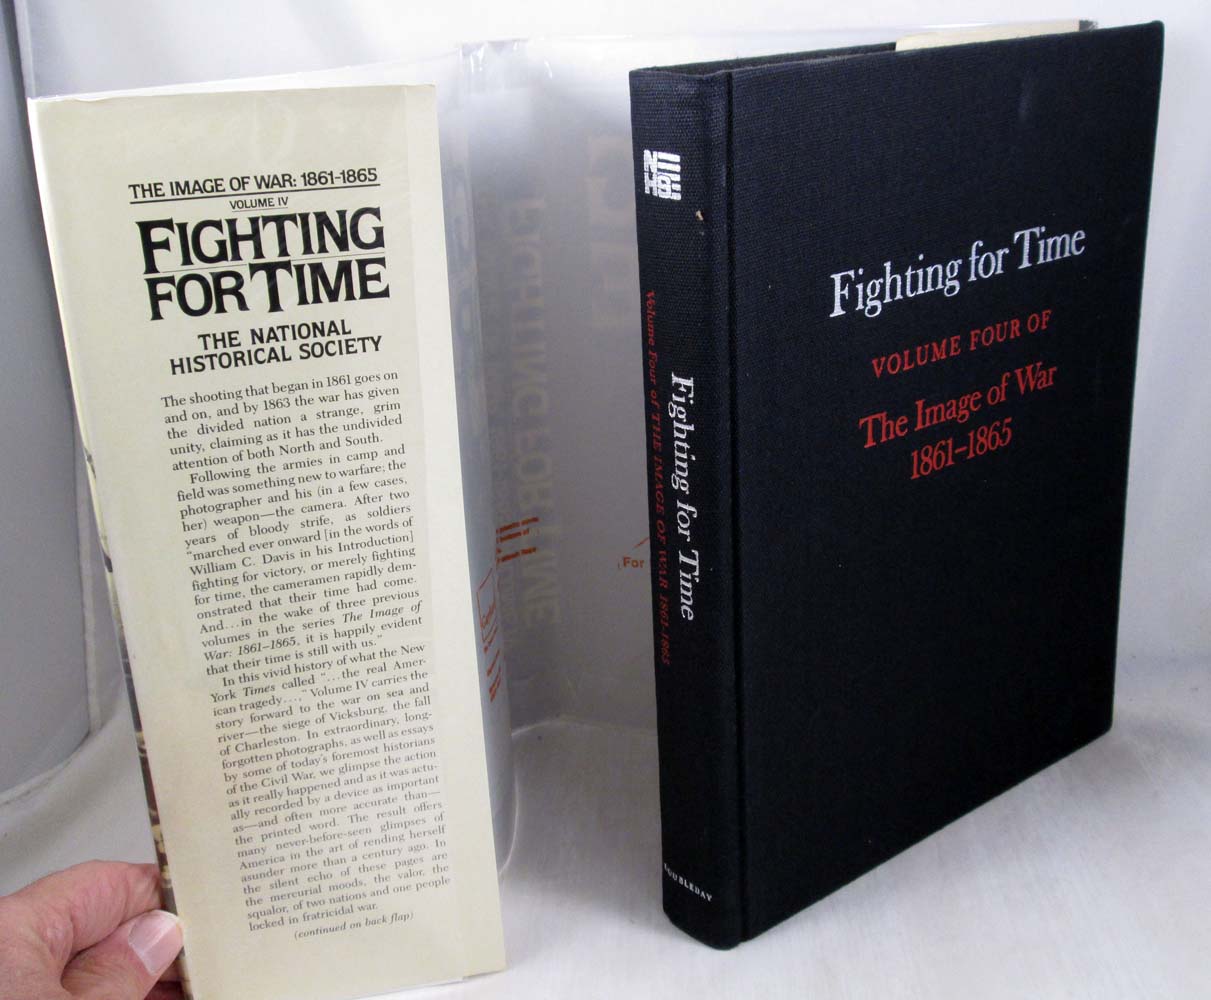 THE IMAGE OF WAR: 1861–1865
VOLUME IV
FIGHTING
FOR TIME
THE NATIONAL
HISTORICAL SOCIETY
The shooting that began in 1861 goes on
and on, and by 1863 the war has given
the divided nation a strange, grim
unity, claiming as it has the undivided
attention of both North and South.
Following the armies in camp and
field was something new to warfare; the
photographer and his (in a few cases,
her) weapon—the camera. After two
years of bloody strife, as soldiers
"marched ever onward [in the words of
William C. Davis in his Introduction]
fighting for victory, or merely fighting
for time, the cameramen rapidly dem-
onstrated that their time had come.
And...in the wake of three previous
volumes in the series The Image of
War: 1861–1865, it is happily evident
that their time is still with us."
In this vivid history of what the New
York Times called "...the real Amer-
ican tragedy...," Volume IV carries the
story forward to the war on sea and
river—the siege of Vicksburg, the fall
of Charleston. In extraordinary, long-
forgotten photographs, as well as essays
by some of today's foremost historians
of the Civil War, we glimpse the action
as it really happened and as it was actu-
ally recorded by a device as important
as—and often more accurate than—
the printed word. The result offers
many never-before-seen glimpses of
America in the art of rending herself
asunder more than a century ago. In
the silent echo of these pages are
the mercurial moods, the valor, the
squalor, of two nations and one people
locked in fratricidal war.
(continued on back flap)
FIGHTING FOR TIME
For
NHS
Volume Four of THE IMAGE OF WAR 1861–1865
Fighting for Time
DOUBLEDAY
Fighting for Time
VOLUME FOUR OF
The Image of War
1861–1865